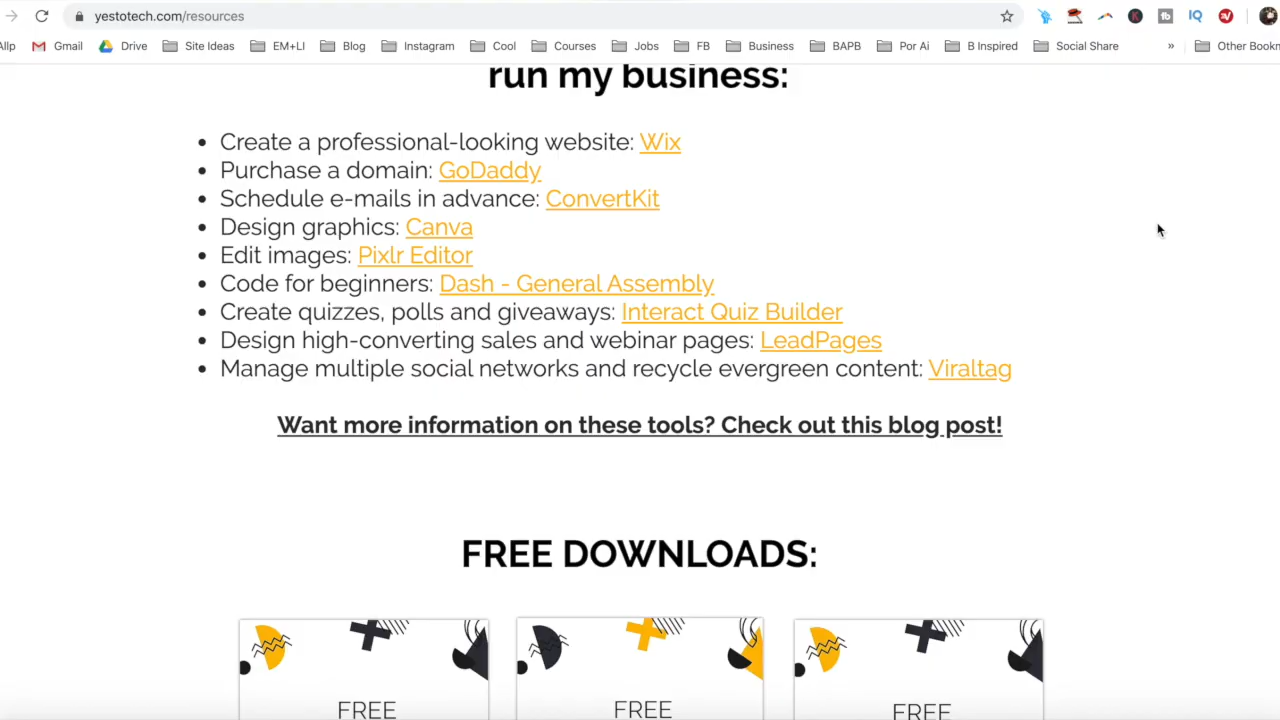 yestotech.com/resources
Allp Gmail Drive Site Ideas EM+LI Blog Instagram Cool Courses Jobs FB Business BAPB Por Ai B Inspired Social Share » Other Bookn
run my business:
• Create a professional-looking website: Wix
• Purchase a domain: GoDaddy
• Schedule e-mails in advance: ConvertKit
• Design graphics: Canva
• Edit images: Pixlr Editor
• Code for beginners: Dash - General Assembly
• Create quizzes, polls and giveaways: Interact Quiz Builder
• Design high-converting sales and webinar pages: LeadPages
• Manage multiple social networks and recycle evergreen content: Viraltag
Want more information on these tools? Check out this blog post!
FREE DOWNLOADS:
FREE FREE FREE